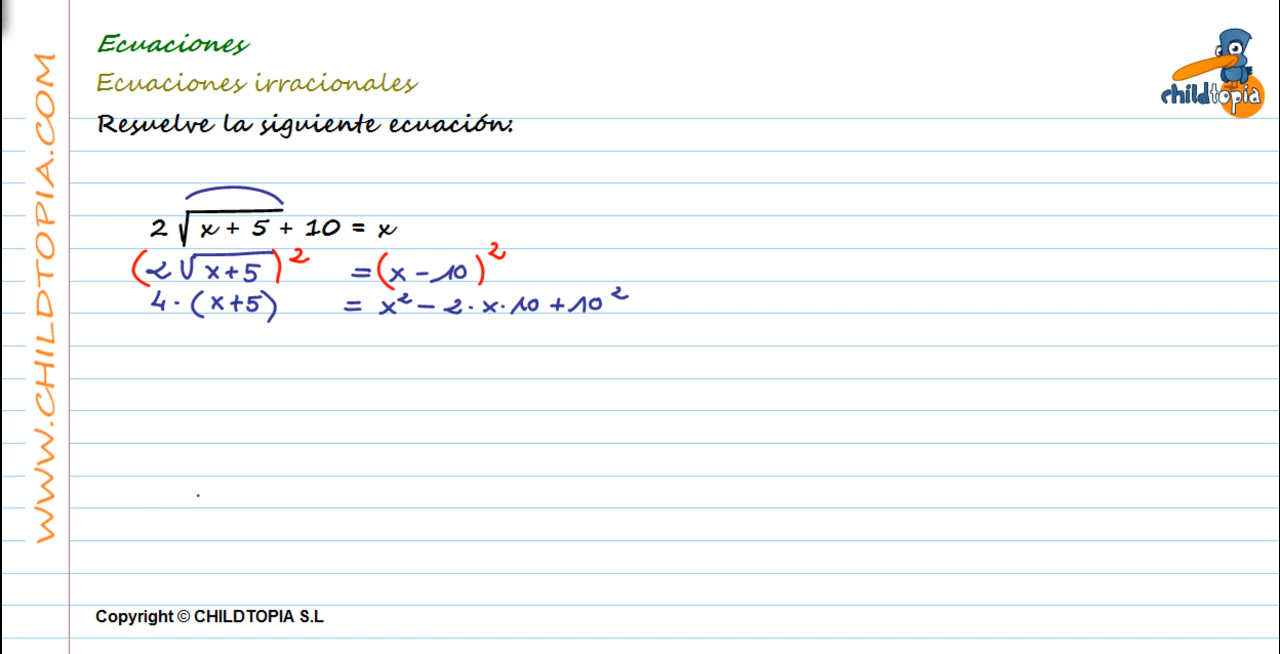 Ecuaciones
Ecuaciones irracionales
Resuelve la siguiente ecuación:
childtopia
WWW.CHILDTOPIA.COM
2 √(x + 5) + 10 = x
(2 √(x+5))² = (x - 10)²
4 · (x+5) = x² - 2 · x · 10 + 10²
Copyright © CHILDTOPIA S.L